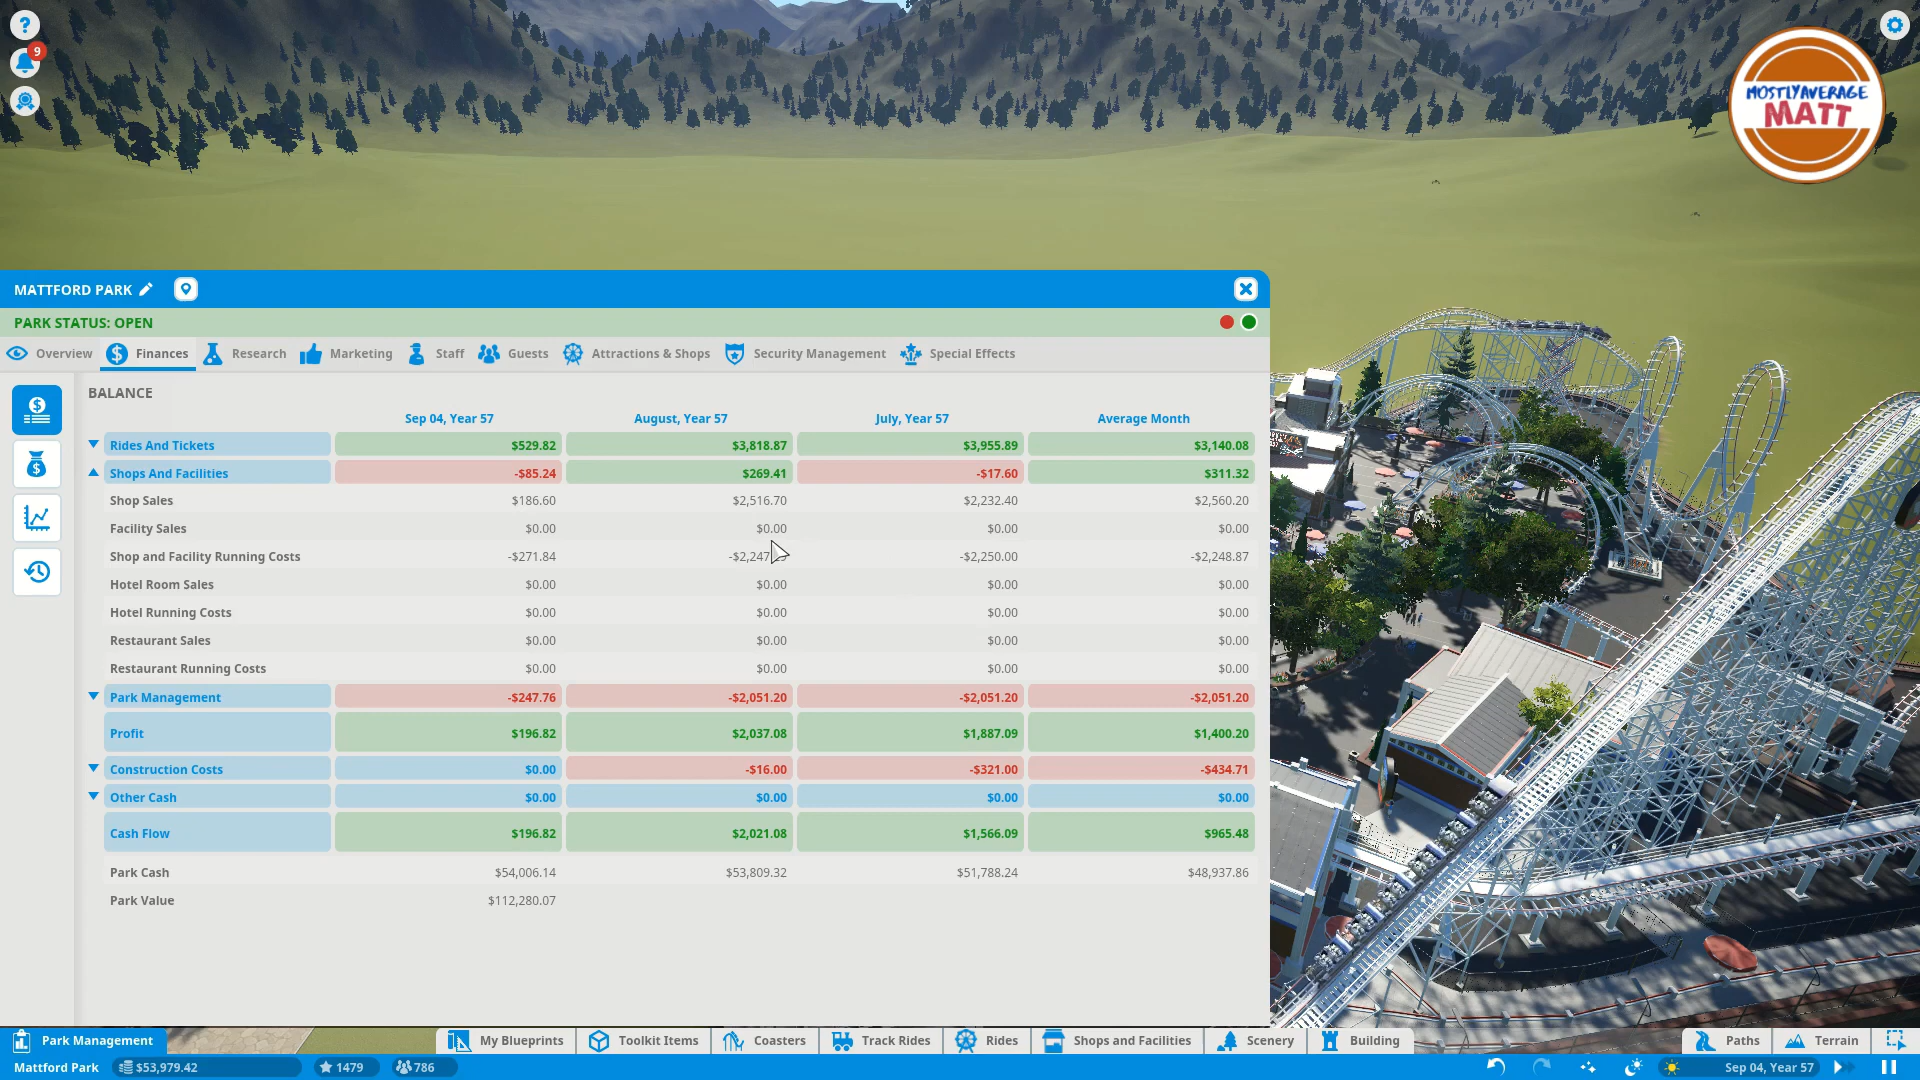 ?
9
MOSTLYAVERAGE
MATT
MATTFORD PARK
PARK STATUS: OPEN
Overview Finances Research Marketing Staff Guests Attractions & Shops Security Management Special Effects
BALANCE
Sep 04, Year 57 August, Year 57 July, Year 57 Average Month
Rides And Tickets $529.82 $3,818.87 $3,955.89 $3,140.08
Shops And Facilities -$85.24 $269.41 -$17.60 $311.32
Shop Sales $186.60 $2,516.70 $2,232.40 $2,560.20
Facility Sales $0.00 $0.00 $0.00 $0.00
Shop and Facility Running Costs -$271.84 -$2,247 -$2,250.00 -$2,248.87
Hotel Room Sales $0.00 $0.00 $0.00 $0.00
Hotel Running Costs $0.00 $0.00 $0.00 $0.00
Restaurant Sales $0.00 $0.00 $0.00 $0.00
Restaurant Running Costs $0.00 $0.00 $0.00 $0.00
Park Management -$247.76 -$2,051.20 -$2,051.20 -$2,051.20
Profit $196.82 $2,037.08 $1,887.09 $1,400.20
Construction Costs $0.00 -$16.00 -$321.00 -$434.71
Other Cash $0.00 $0.00 $0.00 $0.00
Cash Flow $196.82 $2,021.08 $1,566.09 $965.48
Park Cash $54,006.14 $53,809.32 $51,788.24 $48,937.86
Park Value $112,280.07
Park Management My Blueprints Toolkit Items Coasters Track Rides Rides Shops and Facilities Scenery Building Paths Terrain
Mattford Park $53,979.42 1479 786 Sep 04, Year 57